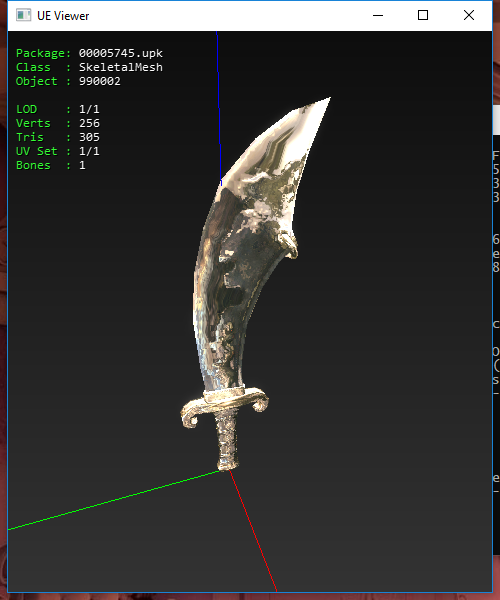 UE Viewer
Package: 00005745.upk
Class : SkeletalMesh
Object : 990002
LOD : 1/1
Verts : 256
Tris : 305
UV Set : 1/1
Bones : 1